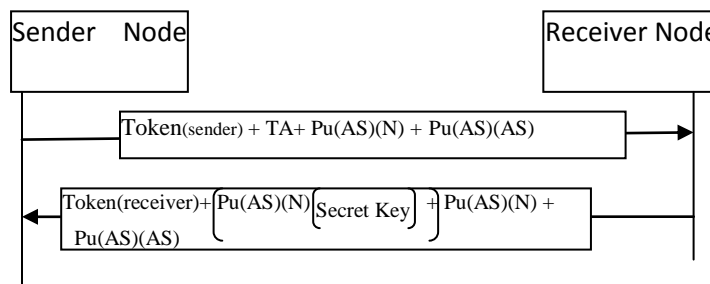 Sender Node
Receiver Node
Token(sender) + TA+ Pu(AS)(N) + Pu(AS)(AS)
Token(receiver)+{Pu(AS)(N){Secret Key} +}Pu(AS)(N) +
Pu(AS)(AS)